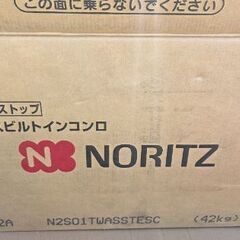 この面に乗らないでください
ストップ
ビルトインコンロ
N NORITZ
2A N2S01TWASSTESC (42kg)